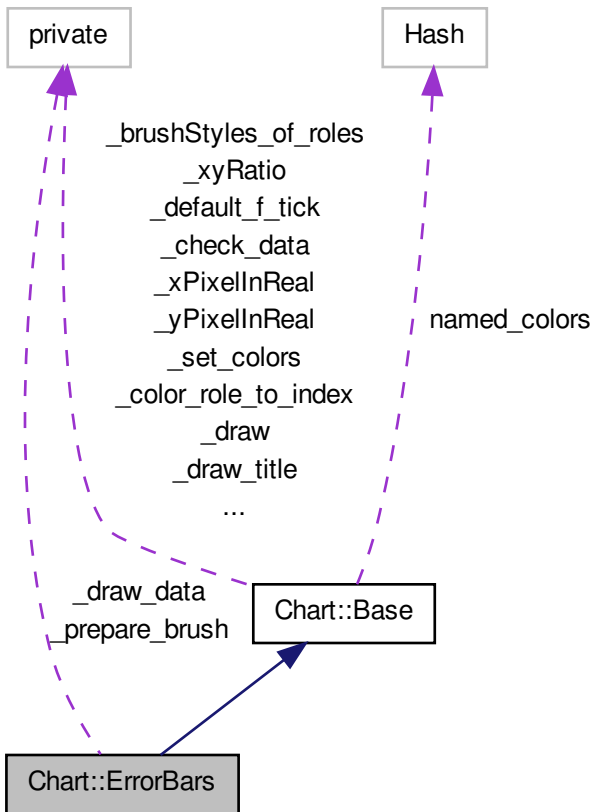 private
Hash
_brushStyles_of_roles
_xyRatio
_default_f_tick
_check_data
_xPixelInReal
_yPixelInReal
named_colors
_set_colors
_color_role_to_index
_draw
_draw_title
...
_draw_data
_prepare_brush
Chart::Base
Chart::ErrorBars